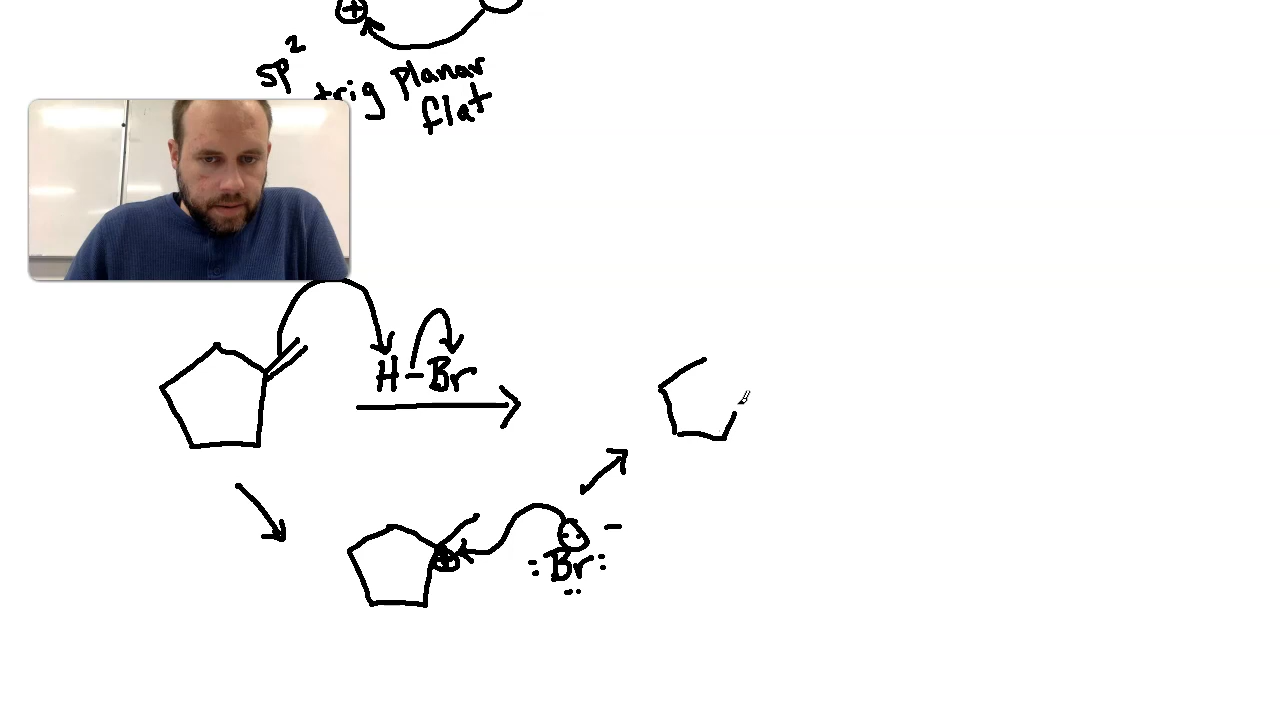 +
sp²
trig planar
flat
H-Br
+
:Br: -